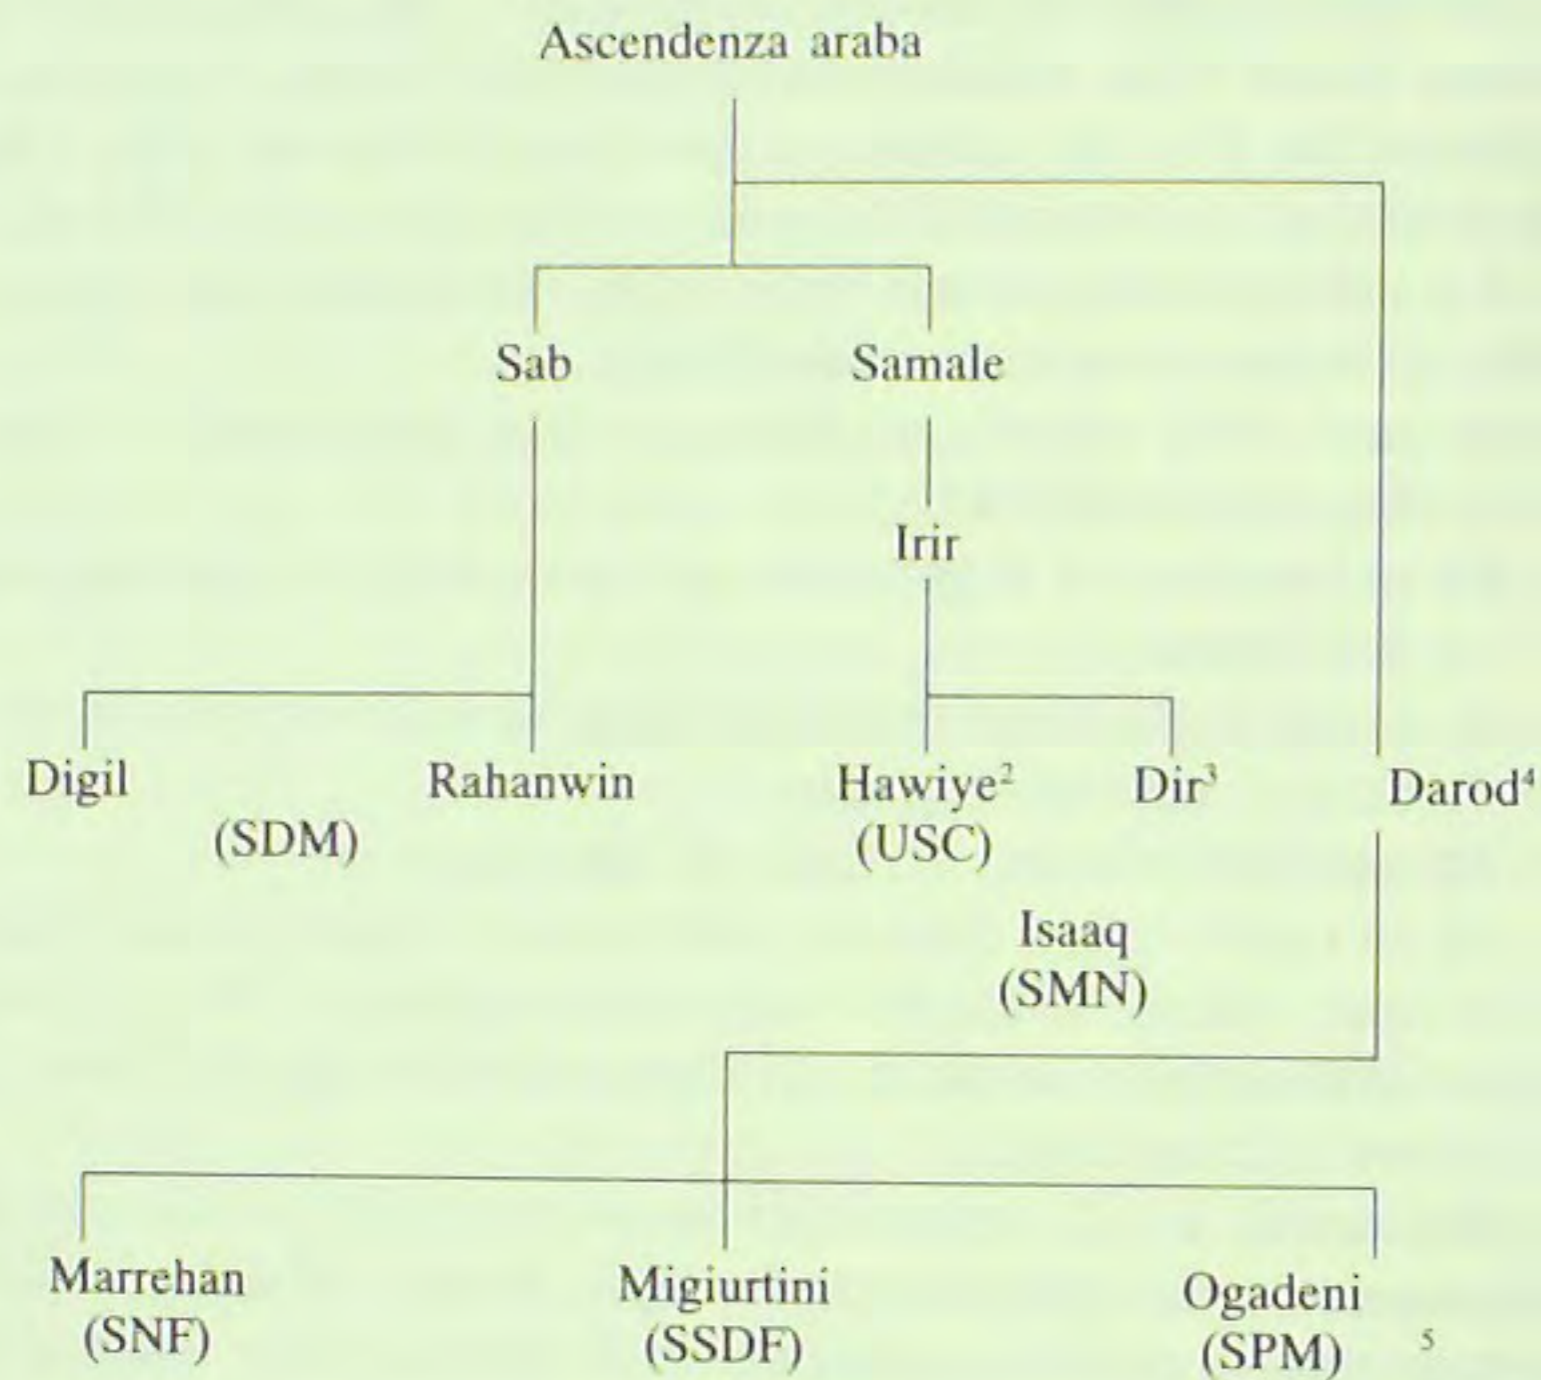 Ascendenza araba
Sab Samale
Irir
Digil Rahanwin Hawiye² Dir³ Darod⁴
(SDM) (USC)
Isaaq
(SMN)
Marrehan Migiurtini Ogadeni
(SNF) (SSDF) (SPM) ⁵